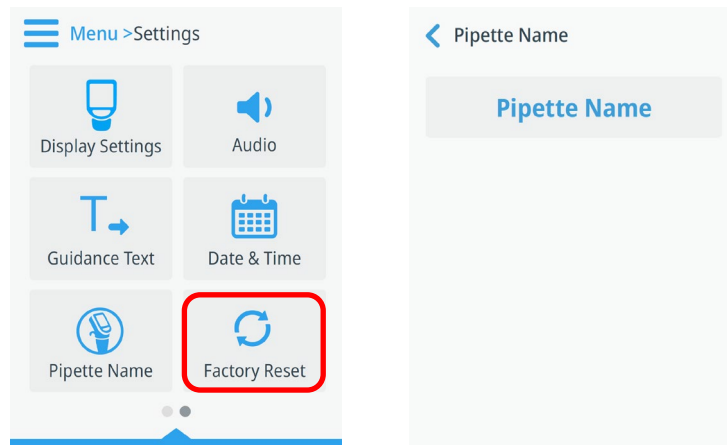 Menu >Settings
Display Settings
Audio
Guidance Text
Date & Time
Pipette Name
Factory Reset
Pipette Name
Pipette Name